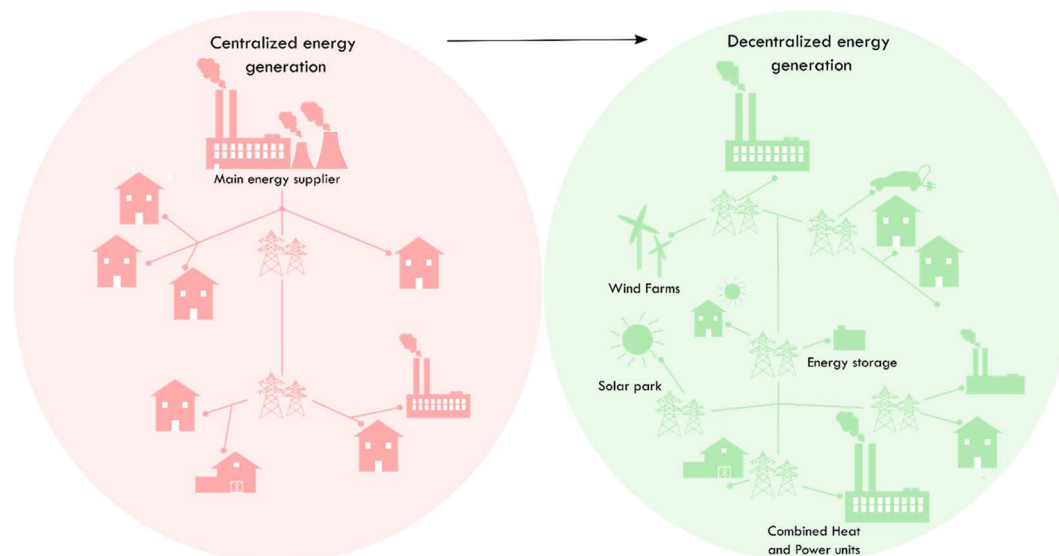 Centralized energy
generation
Main energy supplier
Decentralized energy
generation
Wind Farms
Solar park
Energy storage
Combined Heat
and Power units